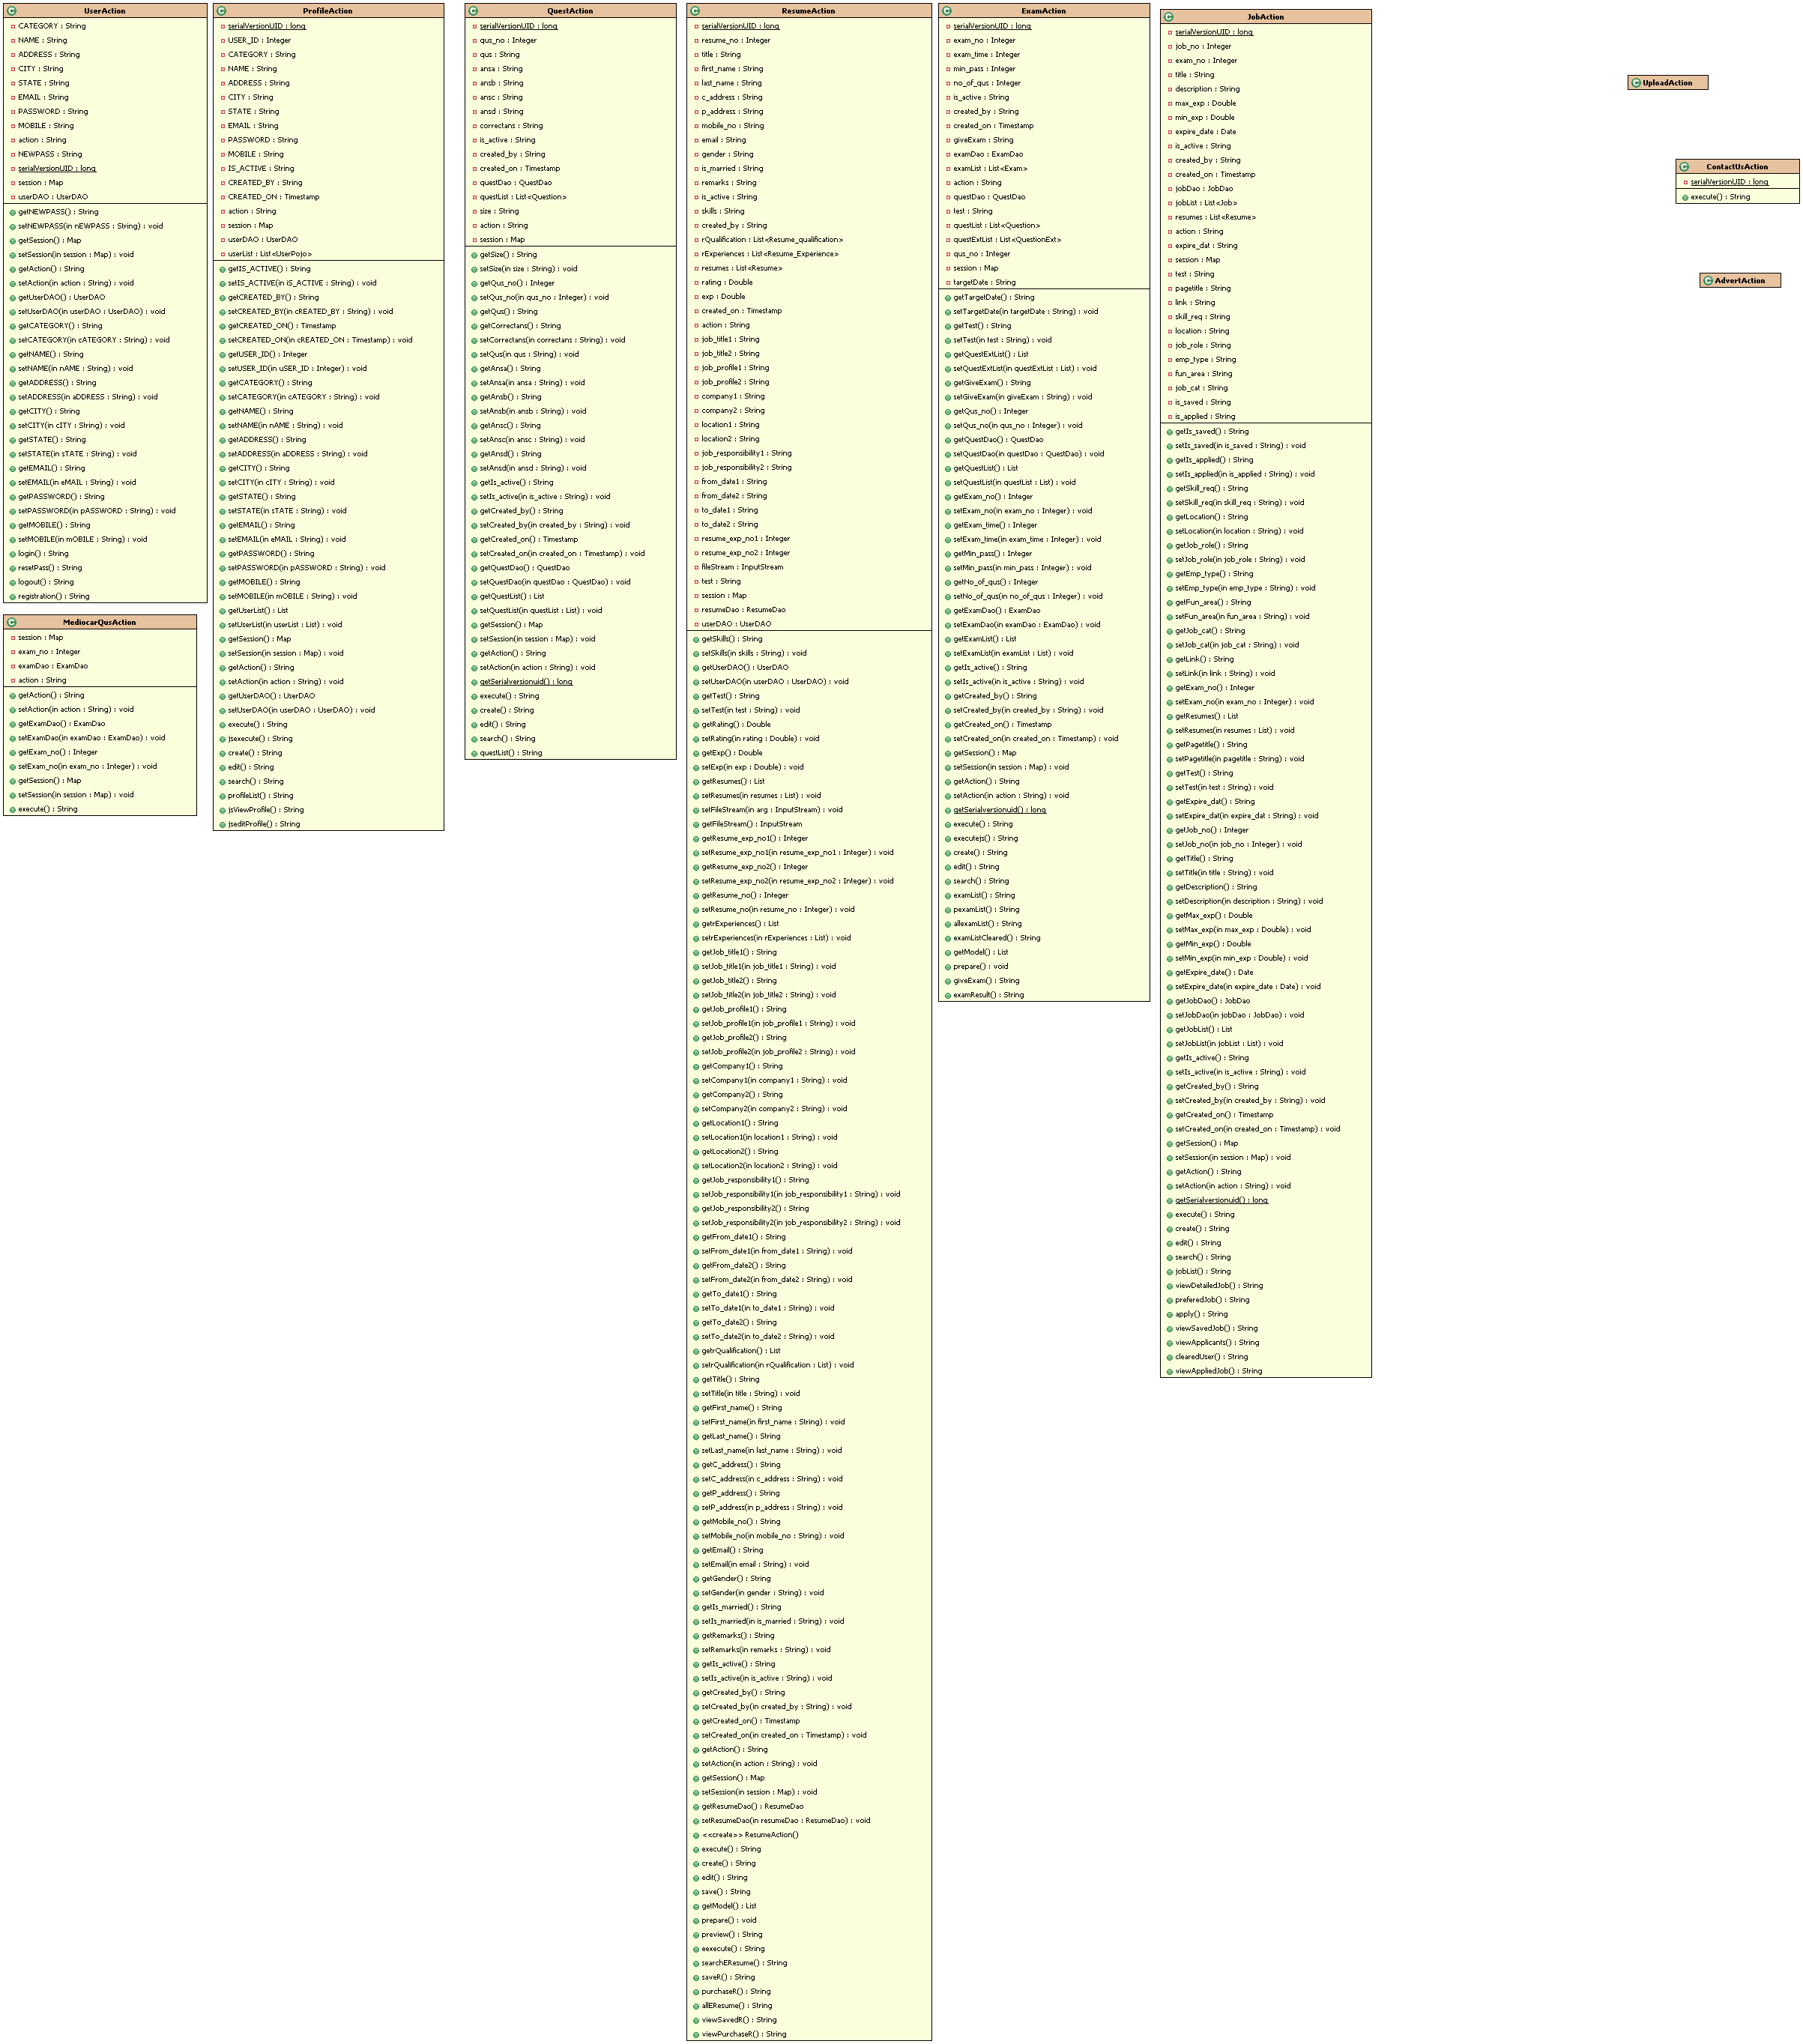 UserAction
CATEGORY : String
NAME : String
ADDRESS : String
CITY : String
STATE : String
EMAIL : String
PASSWORD : String
MOBILE : String
action : String
NEWPASS : String
serialVersionUID : long
session : Map
userDAO : UserDAO
getNEWPASS() : String
setNEWPASS(in nEWPASS : String) : void
getSession() : Map
setSession(in session : Map) : void
getAction() : String
setAction(in action : String) : void
getUserDAO() : UserDAO
setUserDAO(in userDAO : UserDAO) : void
getCATEGORY() : String
setCATEGORY(in cATEGORY : String) : void
getNAME() : String
setNAME(in nAME : String) : void
getADDRESS() : String
setADDRESS(in aDDRESS : String) : void
getCITY() : String
setCITY(in cITY : String) : void
getSTATE() : String
setSTATE(in sTATE : String) : void
getEMAIL() : String
setEMAIL(in eMAIL : String) : void
getPASSWORD() : String
setPASSWORD(in pASSWORD : String) : void
getMOBILE() : String
setMOBILE(in mOBILE : String) : void
login() : String
resetPass() : String
logout() : String
registration() : String
MediocarQusAction
session : Map
exam_no : Integer
examDao : ExamDao
action : String
getAction() : String
setAction(in action : String) : void
getExamDao() : ExamDao
setExamDao(in examDao : ExamDao) : void
getExam_no() : Integer
setExam_no(in exam_no : Integer) : void
getSession() : Map
setSession(in session : Map) : void
execute() : String
ProfileAction
serialVersionUID : long
USER_ID : Integer
CATEGORY : String
NAME : String
ADDRESS : String
CITY : String
STATE : String
EMAIL : String
PASSWORD : String
MOBILE : String
IS_ACTIVE : String
CREATED_BY : String
CREATED_ON : Timestamp
action : String
session : Map
userDAO : UserDAO
userList : List<UserPojo>
getIS_ACTIVE() : String
setIS_ACTIVE(in iS_ACTIVE : String) : void
getCREATED_BY() : String
setCREATED_BY(in cREATED_BY : String) : void
getCREATED_ON() : Timestamp
setCREATED_ON(in cREATED_ON : Timestamp) : void
getUSER_ID() : Integer
setUSER_ID(in uSER_ID : Integer) : void
getCATEGORY() : String
setCATEGORY(in cATEGORY : String) : void
getNAME() : String
setNAME(in nAME : String) : void
getADDRESS() : String
setADDRESS(in aDDRESS : String) : void
getCITY() : String
setCITY(in cITY : String) : void
getSTATE() : String
setSTATE(in sTATE : String) : void
getEMAIL() : String
setEMAIL(in eMAIL : String) : void
getPASSWORD() : String
setPASSWORD(in pASSWORD : String) : void
getMOBILE() : String
setMOBILE(in mOBILE : String) : void
getUserList() : List
setUserList(in userList : List) : void
getSession() : Map
setSession(in session : Map) : void
getAction() : String
setAction(in action : String) : void
getUserDAO() : UserDAO
setUserDAO(in userDAO : UserDAO) : void
execute() : String
jsexecute() : String
create() : String
edit() : String
search() : String
profileList() : String
jsViewProfile() : String
jseditProfile() : String
QuestAction
serialVersionUID : long
qus_no : Integer
qus : String
ansa : String
ansb : String
ansc : String
ansd : String
correctans : String
is_active : String
created_by : String
created_on : Timestamp
questDao : QuestDao
questList : List<Question>
size : String
action : String
session : Map
getSize() : String
setSize(in size : String) : void
getQus_no() : Integer
setQus_no(in qus_no : Integer) : void
getQus() : String
getCorrectans() : String
setCorrectans(in correctans : String) : void
setQus(in qus : String) : void
getAnsa() : String
setAnsa(in ansa : String) : void
getAnsb() : String
setAnsb(in ansb : String) : void
getAnsc() : String
setAnsc(in ansc : String) : void
getAnsd() : String
setAnsd(in ansd : String) : void
getIs_active() : String
setIs_active(in is_active : String) : void
getCreated_by() : String
setCreated_by(in created_by : String) : void
getCreated_on() : Timestamp
setCreated_on(in created_on : Timestamp) : void
getQuestDao() : QuestDao
setQuestDao(in questDao : QuestDao) : void
getQuestList() : List
setQuestList(in questList : List) : void
getSession() : Map
setSession(in session : Map) : void
getAction() : String
setAction(in action : String) : void
getSerialversionuid() : long
execute() : String
create() : String
edit() : String
search() : String
questList() : String
ResumeAction
serialVersionUID : long
resume_no : Integer
title : String
first_name : String
last_name : String
c_address : String
p_address : String
mobile_no : String
email : String
gender : String
is_married : String
remarks : String
is_active : String
skills : String
created_by : String
rQualification : List<Resume_qualification>
rExperiences : List<Resume_Experience>
resumes : List<Resume>
rating : Double
exp : Double
created_on : Timestamp
action : String
job_title1 : String
job_title2 : String
job_profile1 : String
job_profile2 : String
company1 : String
company2 : String
location1 : String
location2 : String
job_responsibility1 : String
job_responsibility2 : String
from_date1 : String
from_date2 : String
to_date1 : String
to_date2 : String
resume_exp_no1 : Integer
resume_exp_no2 : Integer
fileStream : InputStream
test : String
session : Map
resumeDao : ResumeDao
userDAO : UserDAO
getSkills() : String
setSkills(in skills : String) : void
getUserDAO() : UserDAO
setUserDAO(in userDAO : UserDAO) : void
getTest() : String
setTest(in test : String) : void
getRating() : Double
setRating(in rating : Double) : void
getExp() : Double
setExp(in exp : Double) : void
getResumes() : List
setResumes(in resumes : List) : void
setFileStream(in arg : InputStream) : void
getFileStream() : InputStream
getResume_exp_no1() : Integer
setResume_exp_no1(in resume_exp_no1 : Integer) : void
getResume_exp_no2() : Integer
setResume_exp_no2(in resume_exp_no2 : Integer) : void
getResume_no() : Integer
setResume_no(in resume_no : Integer) : void
getrExperiences() : List
setrExperiences(in rExperiences : List) : void
getJob_title1() : String
setJob_title1(in job_title1 : String) : void
getJob_title2() : String
setJob_title2(in job_title2 : String) : void
getJob_profile1() : String
setJob_profile1(in job_profile1 : String) : void
getJob_profile2() : String
setJob_profile2(in job_profile2 : String) : void
getCompany1() : String
setCompany1(in company1 : String) : void
getCompany2() : String
setCompany2(in company2 : String) : void
getLocation1() : String
setLocation1(in location1 : String) : void
getLocation2() : String
setLocation2(in location2 : String) : void
getJob_responsibility1() : String
setJob_responsibility1(in job_responsibility1 : String) : void
getJob_responsibility2() : String
setJob_responsibility2(in job_responsibility2 : String) : void
getFrom_date1() : String
setFrom_date1(in from_date1 : String) : void
getFrom_date2() : String
setFrom_date2(in from_date2 : String) : void
getTo_date1() : String
setTo_date1(in to_date1 : String) : void
getTo_date2() : String
setTo_date2(in to_date2 : String) : void
getrQualification() : List
setrQualification(in rQualification : List) : void
getTitle() : String
setTitle(in title : String) : void
getFirst_name() : String
setFirst_name(in first_name : String) : void
getLast_name() : String
setLast_name(in last_name : String) : void
getC_address() : String
setC_address(in c_address : String) : void
getP_address() : String
setP_address(in p_address : String) : void
getMobile_no() : String
setMobile_no(in mobile_no : String) : void
getEmail() : String
setEmail(in email : String) : void
getGender() : String
setGender(in gender : String) : void
getIs_married() : String
setIs_married(in is_married : String) : void
getRemarks() : String
setRemarks(in remarks : String) : void
getIs_active() : String
setIs_active(in is_active : String) : void
getCreated_by() : String
setCreated_by(in created_by : String) : void
getCreated_on() : Timestamp
setCreated_on(in created_on : Timestamp) : void
getAction() : String
setAction(in action : String) : void
getSession() : Map
setSession(in session : Map) : void
getResumeDao() : ResumeDao
setResumeDao(in resumeDao : ResumeDao) : void
<<create>> ResumeAction()
execute() : String
create() : String
edit() : String
save() : String
getModel() : List
prepare() : void
preview() : String
eexecute() : String
searchEResume() : String
saveR() : String
purchaseR() : String
allEResume() : String
viewSavedR() : String
viewPurchaseR() : String
ExamAction
serialVersionUID : long
exam_no : Integer
exam_time : Integer
min_pass : Integer
no_of_qus : Integer
is_active : String
created_by : String
created_on : Timestamp
giveExam : String
examDao : ExamDao
examList : List<Exam>
action : String
questDao : QuestDao
test : String
questList : List<Question>
questExtList : List<QuestionExt>
qus_no : Integer
session : Map
targetDate : String
getTargetDate() : String
setTargetDate(in targetDate : String) : void
getTest() : String
setTest(in test : String) : void
getQuestExtList() : List
setQuestExtList(in questExtList : List) : void
getGiveExam() : String
setGiveExam(in giveExam : String) : void
getQus_no() : Integer
setQus_no(in qus_no : Integer) : void
getQuestDao() : QuestDao
setQuestDao(in questDao : QuestDao) : void
getQuestList() : List
setQuestList(in questList : List) : void
getExam_no() : Integer
setExam_no(in exam_no : Integer) : void
getExam_time() : Integer
setExam_time(in exam_time : Integer) : void
getMin_pass() : Integer
setMin_pass(in min_pass : Integer) : void
getNo_of_qus() : Integer
setNo_of_qus(in no_of_qus : Integer) : void
getExamDao() : ExamDao
setExamDao(in examDao : ExamDao) : void
getExamList() : List
setExamList(in examList : List) : void
getIs_active() : String
setIs_active(in is_active : String) : void
getCreated_by() : String
setCreated_by(in created_by : String) : void
getCreated_on() : Timestamp
setCreated_on(in created_on : Timestamp) : void
getSession() : Map
setSession(in session : Map) : void
getAction() : String
setAction(in action : String) : void
getSerialversionuid() : long
execute() : String
executejs() : String
create() : String
edit() : String
search() : String
examList() : String
pexamList() : String
allexamList() : String
examListCleared() : String
getModel() : List
prepare() : void
giveExam() : String
examResult() : String
JobAction
serialVersionUID : long
job_no : Integer
exam_no : Integer
title : String
description : String
max_exp : Double
min_exp : Double
expire_date : Date
is_active : String
created_by : String
created_on : Timestamp
jobDao : JobDao
jobList : List<Job>
resumes : List<Resume>
action : String
expire_dat : String
session : Map
test : String
pagetitle : String
link : String
skill_req : String
location : String
job_role : String
emp_type : String
fun_area : String
job_cat : String
is_saved : String
is_applied : String
getIs_saved() : String
setIs_saved(in is_saved : String) : void
getIs_applied() : String
setIs_applied(in is_applied : String) : void
getSkill_req() : String
setSkill_req(in skill_req : String) : void
getLocation() : String
setLocation(in location : String) : void
getJob_role() : String
setJob_role(in job_role : String) : void
getEmp_type() : String
setEmp_type(in emp_type : String) : void
getFun_area() : String
setFun_area(in fun_area : String) : void
getJob_cat() : String
setJob_cat(in job_cat : String) : void
getLink() : String
setLink(in link : String) : void
getExam_no() : Integer
setExam_no(in exam_no : Integer) : void
getResumes() : List
setResumes(in resumes : List) : void
getPagetitle() : String
setPagetitle(in pagetitle : String) : void
getTest() : String
setTest(in test : String) : void
getExpire_dat() : String
setExpire_dat(in expire_dat : String) : void
getJob_no() : Integer
setJob_no(in job_no : Integer) : void
getTitle() : String
setTitle(in title : String) : void
getDescription() : String
setDescription(in description : String) : void
getMax_exp() : Double
setMax_exp(in max_exp : Double) : void
getMin_exp() : Double
setMin_exp(in min_exp : Double) : void
getExpire_date() : Date
setExpire_date(in expire_date : Date) : void
getJobDao() : JobDao
setJobDao(in jobDao : JobDao) : void
getJobList() : List
setJobList(in jobList : List) : void
getIs_active() : String
setIs_active(in is_active : String) : void
getCreated_by() : String
setCreated_by(in created_by : String) : void
getCreated_on() : Timestamp
setCreated_on(in created_on : Timestamp) : void
getSession() : Map
setSession(in session : Map) : void
getAction() : String
setAction(in action : String) : void
getSerialversionuid() : long
execute() : String
create() : String
edit() : String
search() : String
jobList() : String
viewDetailedJob() : String
preferedJob() : String
apply() : String
viewSavedJob() : String
viewApplicants() : String
clearedUser() : String
viewAppliedJob() : String
UploadAction
ContactUsAction
serialVersionUID : long
execute() : String
AdvertAction